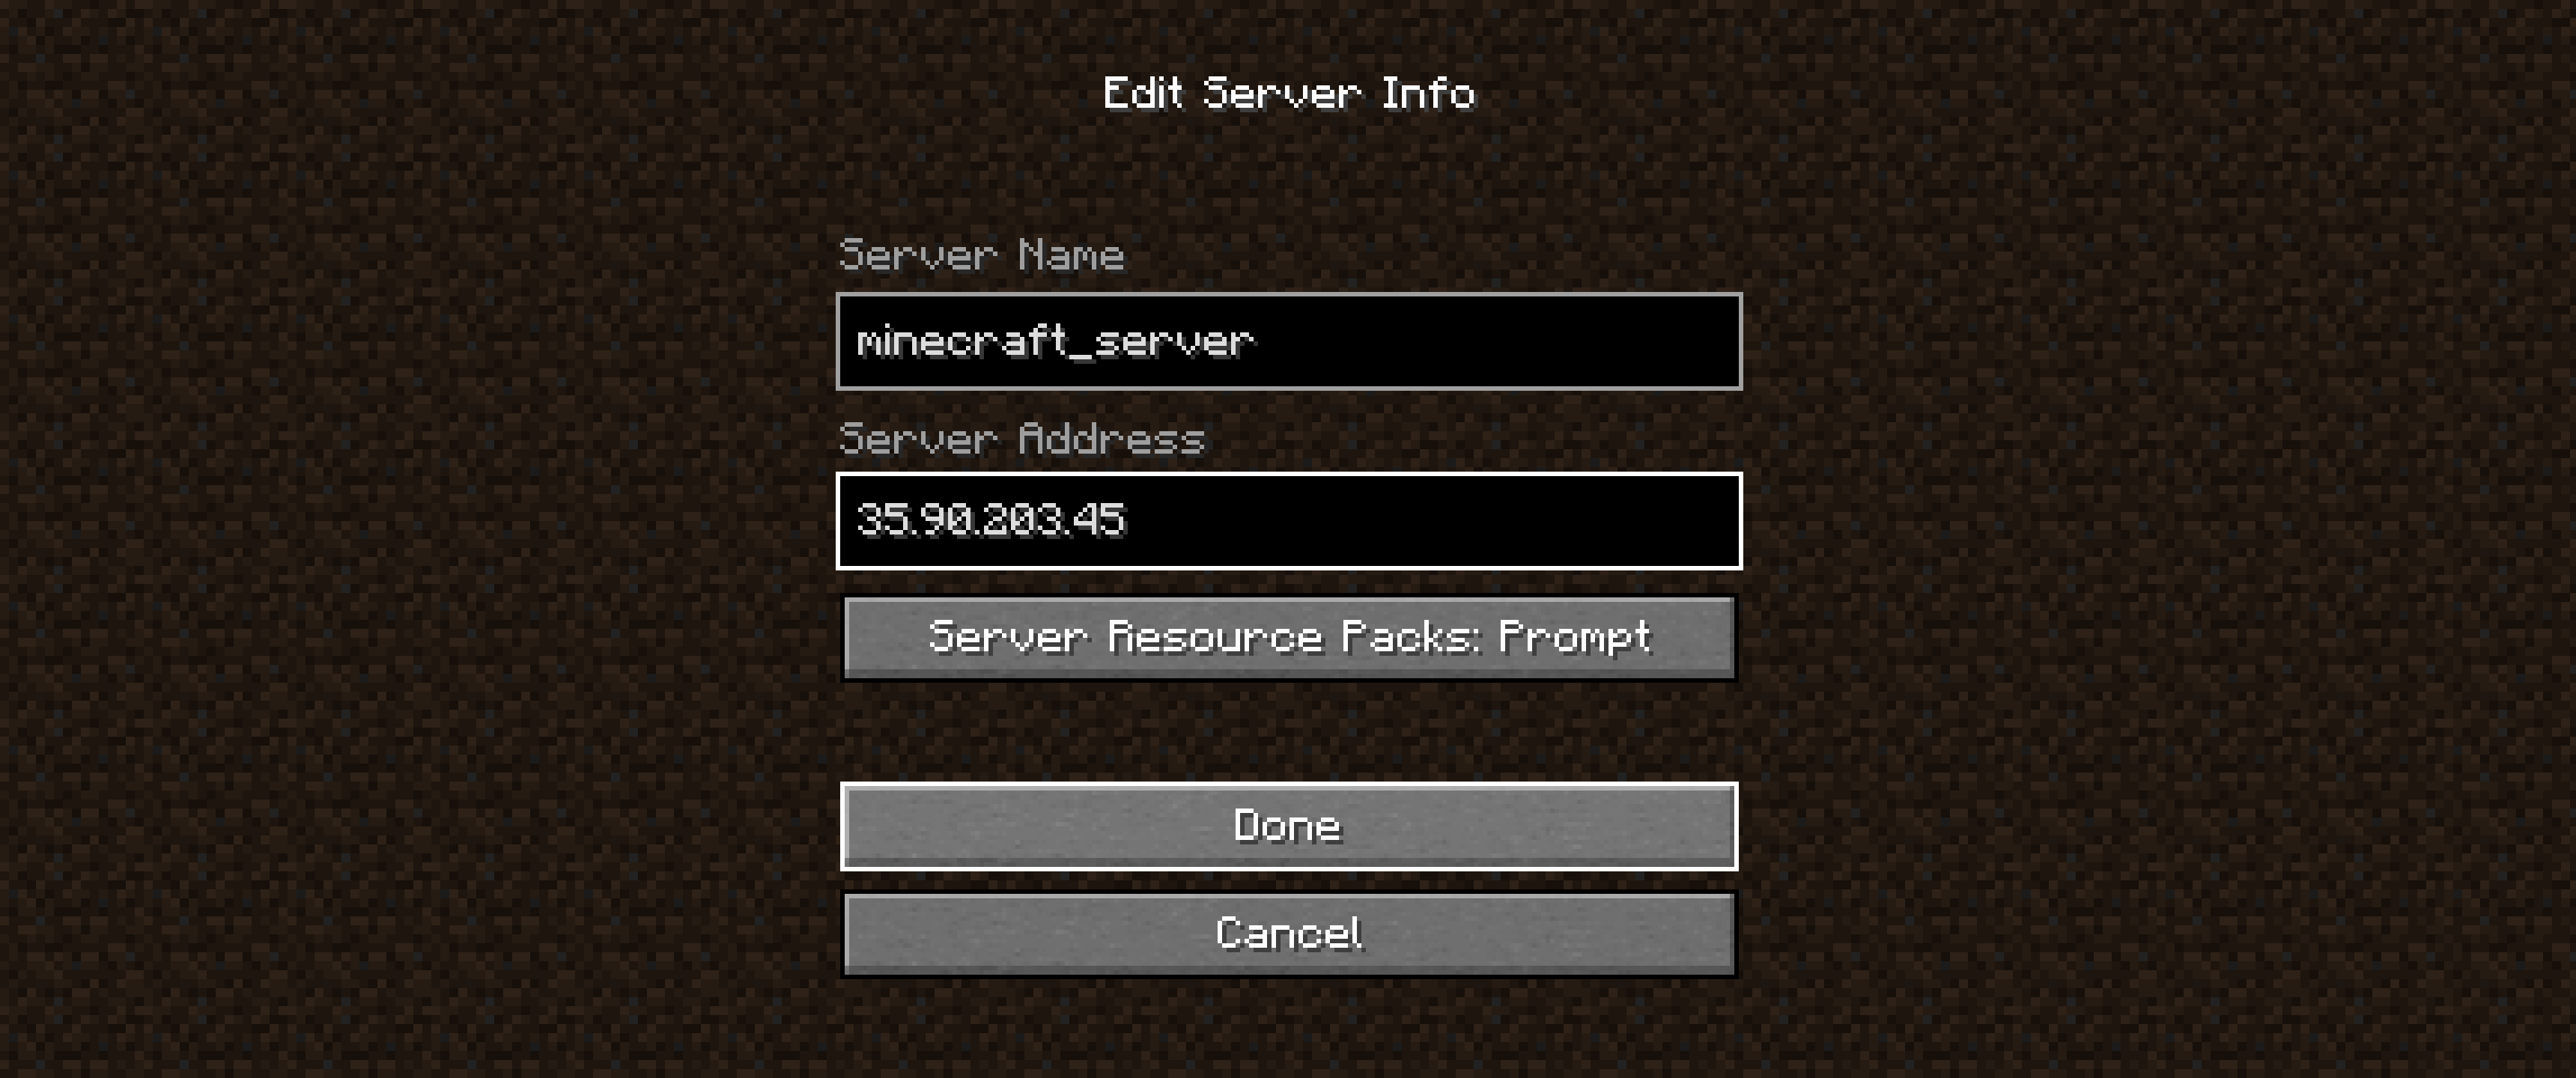 Edit Server Info
Server Name
minecraft_server
Server Address
35.90.203.45
Server Resource Packs: Prompt
Done
Cancel